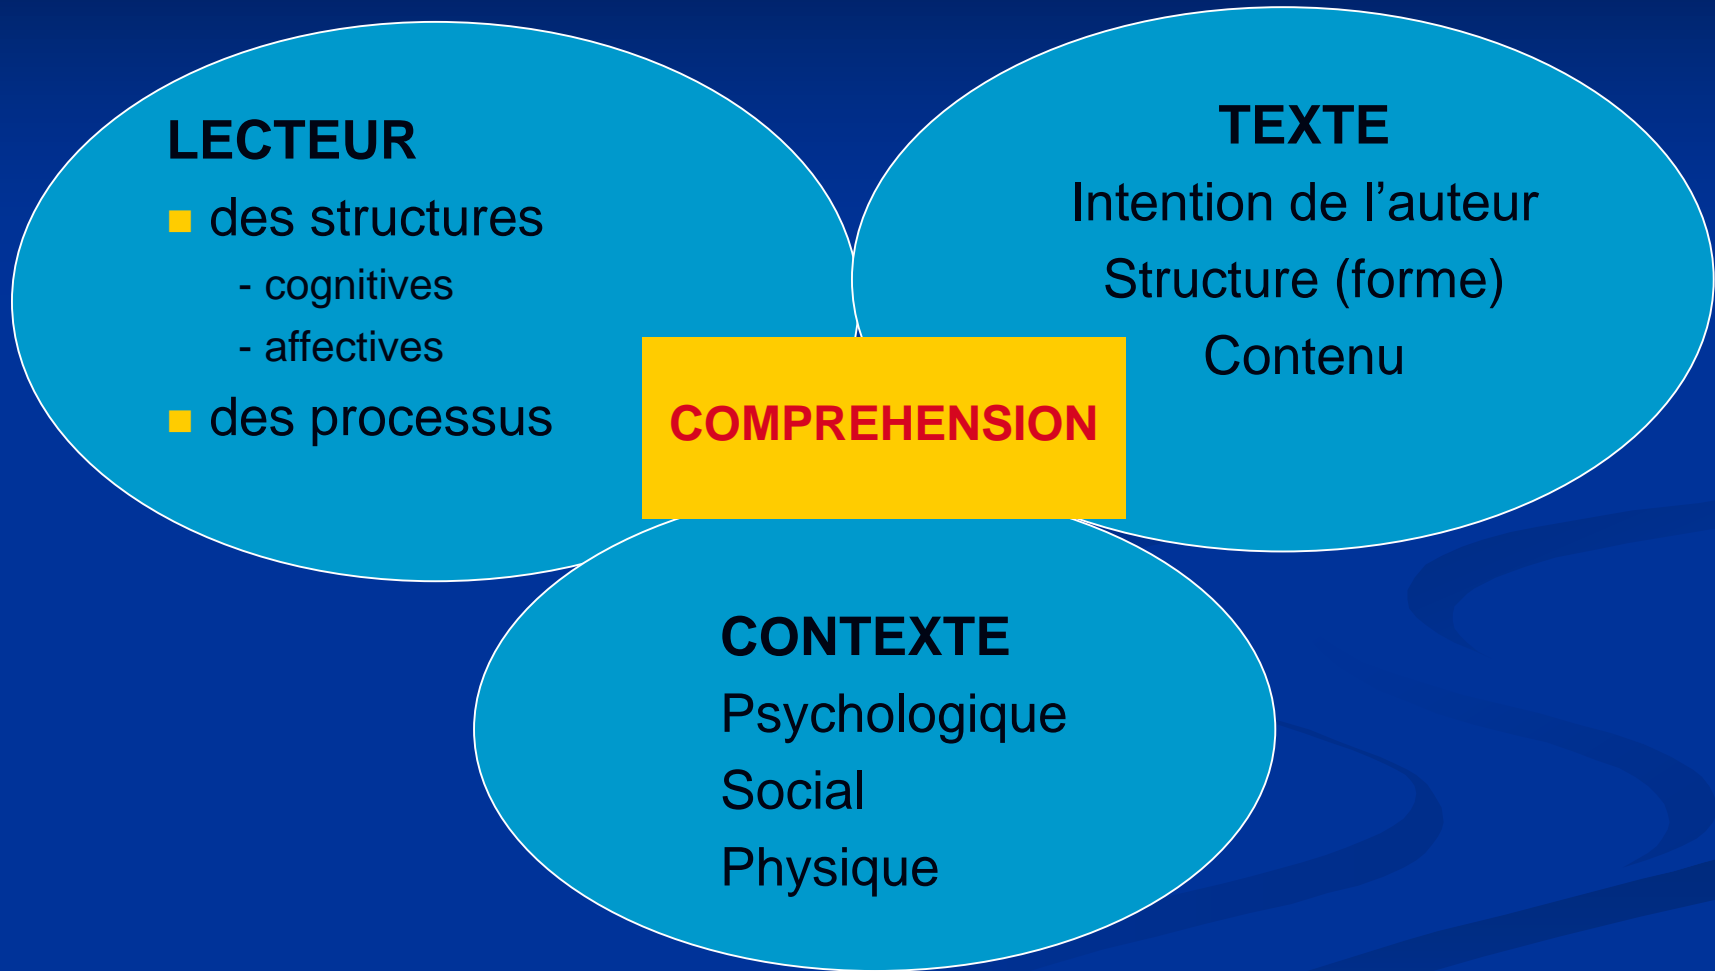 LECTEUR
des structures
- cognitives
- affectives
des processus
TEXTE
Intention de l’auteur
Structure (forme)
Contenu
COMPREHENSION
CONTEXTE
Psychologique
Social
Physique